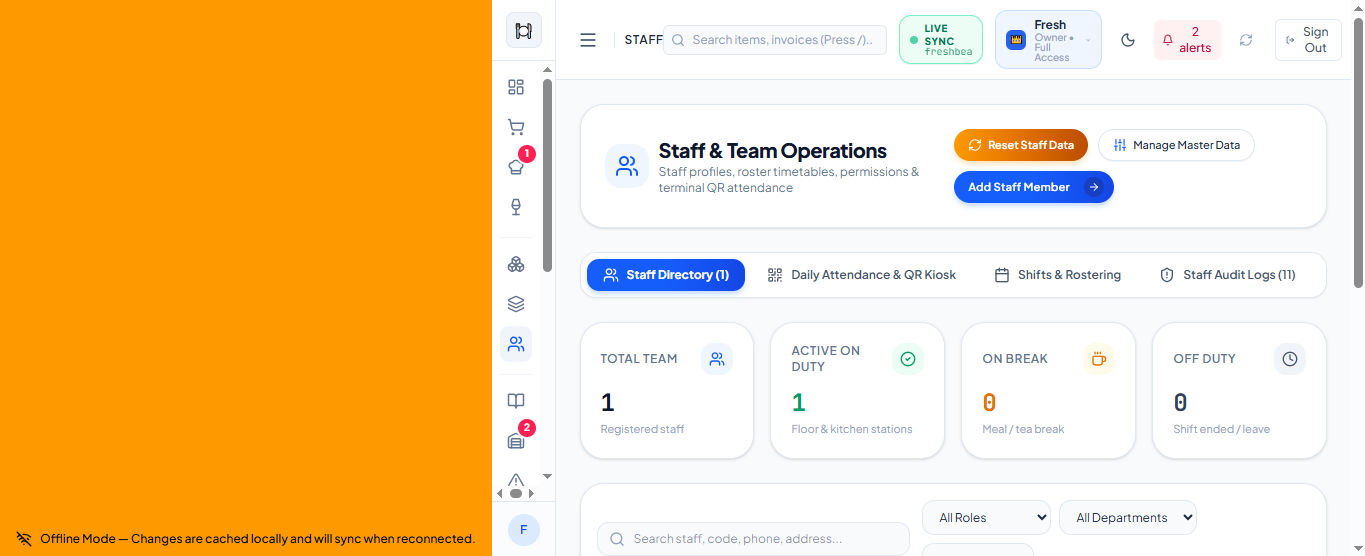 STAFF
Search items, invoices (Press /)..
LIVE
SYNC
freshbea
Fresh
Owner •
Full
Access
2
alerts
Sign
Out
1
2
F
Staff & Team Operations
Staff profiles, roster timetables, permissions &
terminal QR attendance
Reset Staff Data
Manage Master Data
Add Staff Member
Staff Directory (1)
Daily Attendance & QR Kiosk
Shifts & Rostering
Staff Audit Logs (11)
TOTAL TEAM
1
Registered staff
ACTIVE ON
DUTY
1
Floor & kitchen stations
ON BREAK
0
Meal / tea break
OFF DUTY
0
Shift ended / leave
Search staff, code, phone, address...
All Roles
All Departments
Offline Mode — Changes are cached locally and will sync when reconnected.